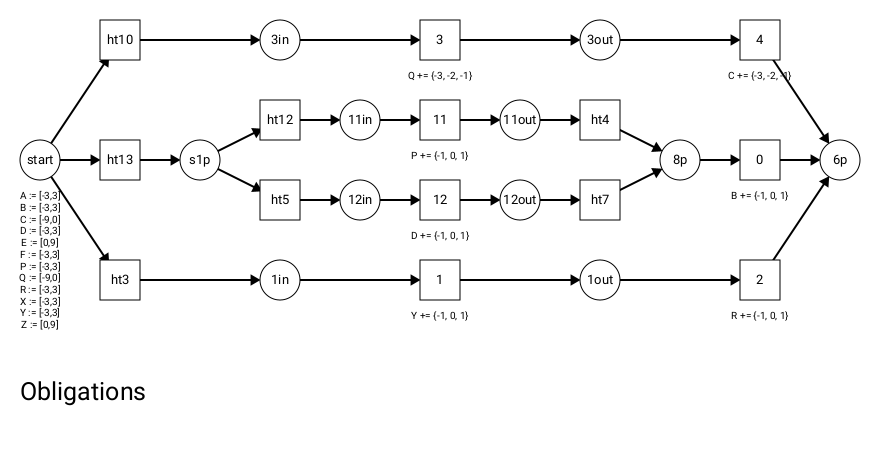 ht10
3in
3
3out
4
Q += {-3, -2, -1}
C += {-3, -2, -1}
ht12
11in
11
11out
ht4
P += {-1, 0, 1}
start
ht13
s1p
8p
0
6p
B += {-1, 0, 1}
ht5
12in
12
12out
ht7
D += {-1, 0, 1}
A := [-3,3]
B := [-3,3]
C := [-9,0]
D := [-3,3]
E := [0,9]
F := [-3,3]
P := [-3,3]
Q := [-9,0]
R := [-3,3]
X := [-3,3]
Y := [-3,3]
Z := [0,9]
ht3
1in
1
1out
2
Y += {-1, 0, 1}
R += {-1, 0, 1}
Obligations